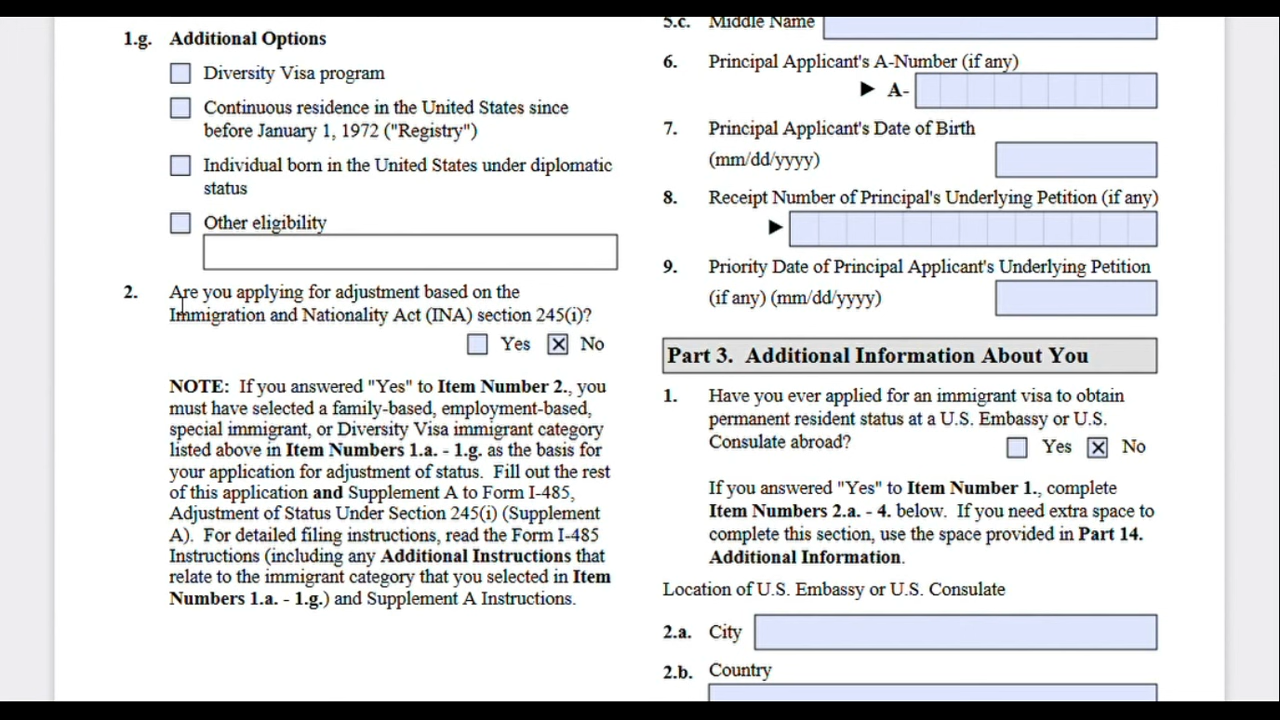 1.g. Additional Options
Diversity Visa program
Continuous residence in the United States since
before January 1, 1972 ("Registry")
Individual born in the United States under diplomatic
status
Other eligibility
2. Are you applying for adjustment based on the
Immigration and Nationality Act (INA) section 245(i)?
Yes No
NOTE: If you answered "Yes" to Item Number 2., you
must have selected a family-based, employment-based,
special immigrant, or Diversity Visa immigrant category
listed above in Item Numbers 1.a. - 1.g. as the basis for
your application for adjustment of status. Fill out the rest
of this application and Supplement A to Form I-485,
Adjustment of Status Under Section 245(i) (Supplement
A). For detailed filing instructions, read the Form I-485
Instructions (including any Additional Instructions that
relate to the immigrant category that you selected in Item
Numbers 1.a. - 1.g.) and Supplement A Instructions.
5.c. Middle Name
6. Principal Applicant's A-Number (if any)
A-
7. Principal Applicant's Date of Birth
(mm/dd/yyyy)
8. Receipt Number of Principal's Underlying Petition (if any)
9. Priority Date of Principal Applicant's Underlying Petition
(if any) (mm/dd/yyyy)
Part 3. Additional Information About You
1. Have you ever applied for an immigrant visa to obtain
permanent resident status at a U.S. Embassy or U.S.
Consulate abroad?
Yes No
If you answered "Yes" to Item Number 1., complete
Item Numbers 2.a. - 4. below. If you need extra space to
complete this section, use the space provided in Part 14.
Additional Information.
Location of U.S. Embassy or U.S. Consulate
2.a. City
2.b. Country